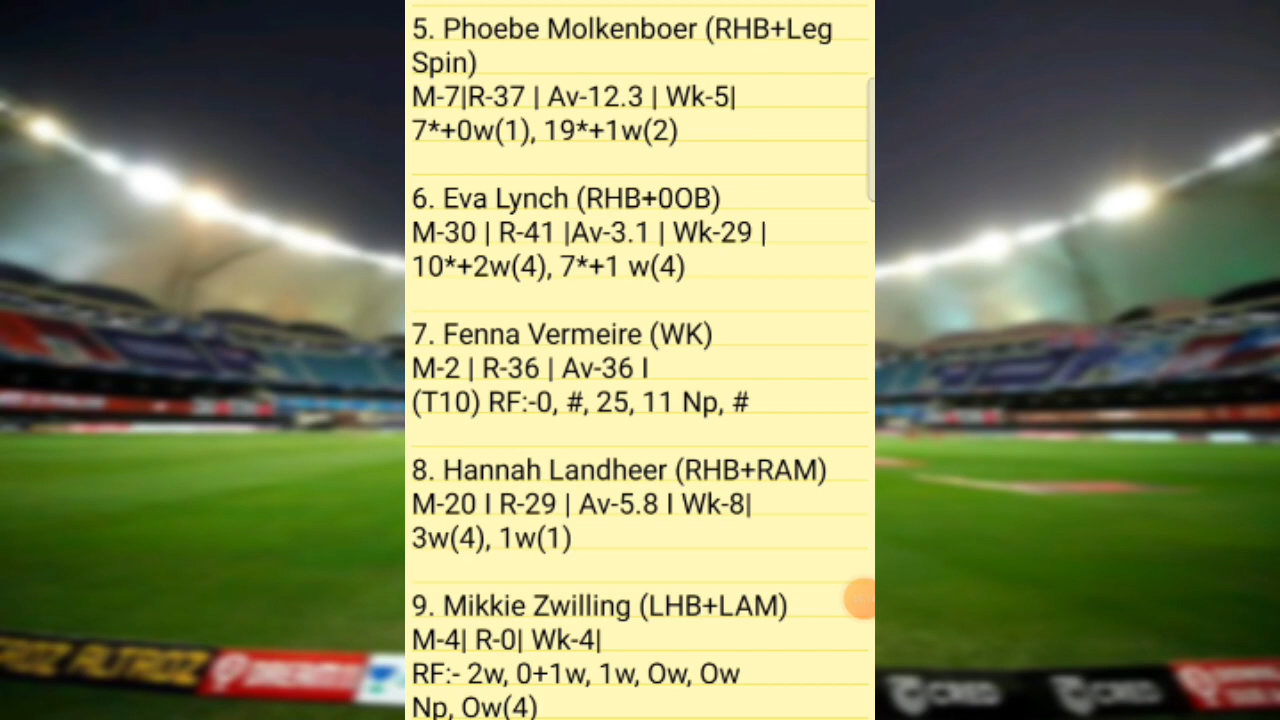 5. Phoebe Molkenboer (RHB+Leg
Spin)
M-7|R-37 | Av-12.3 | Wk-5|
7*+0w(1), 19*+1w(2)
6. Eva Lynch (RHB+0OB)
M-30 | R-41 |Av-3.1 | Wk-29 |
10*+2w(4), 7*+1 w(4)
7. Fenna Vermeire (WK)
M-2 | R-36 | Av-36 I
(T10) RF:-0, #, 25, 11 Np, #
8. Hannah Landheer (RHB+RAM)
M-20 I R-29 | Av-5.8 I Wk-8|
3w(4), 1w(1)
9. Mikkie Zwilling (LHB+LAM)
M-4| R-0| Wk-4|
RF:- 2w, 0+1w, 1w, Ow, Ow
Np, Ow(4)
ALTROZ
CRED
CRED